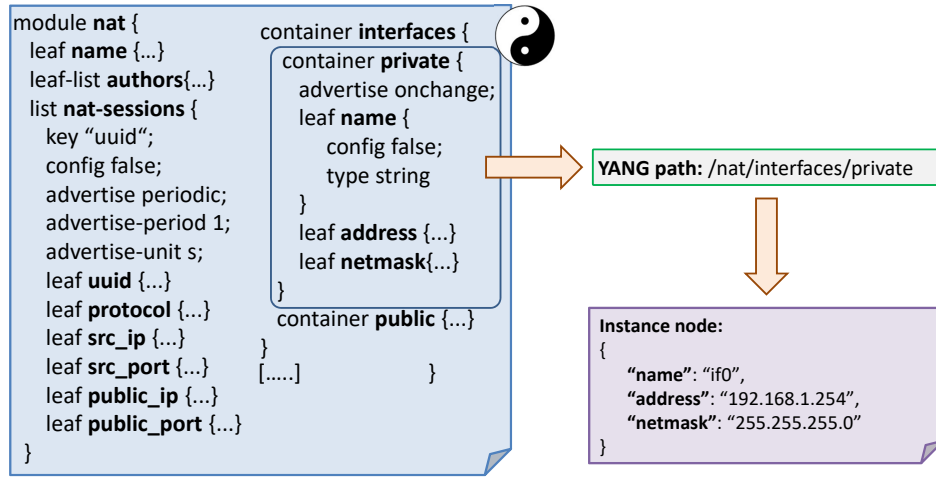 module nat {
leaf name {...}
leaf-list authors{...}
list nat-sessions {
key “uuid“;
config false;
advertise periodic;
advertise-period 1;
advertise-unit s;
leaf uuid {...}
leaf protocol {...}
leaf src_ip {...}
leaf src_port {...}
leaf public_ip {...}
leaf public_port {...}
}
container interfaces {
container private {
advertise onchange;
leaf name {
config false;
type string
}
leaf address {...}
leaf netmask{...}
}
container public {...}
}
[.....] }
YANG path: /nat/interfaces/private
Instance node:
{
“name”: “if0”,
“address”: “192.168.1.254”,
“netmask”: “255.255.255.0”
}